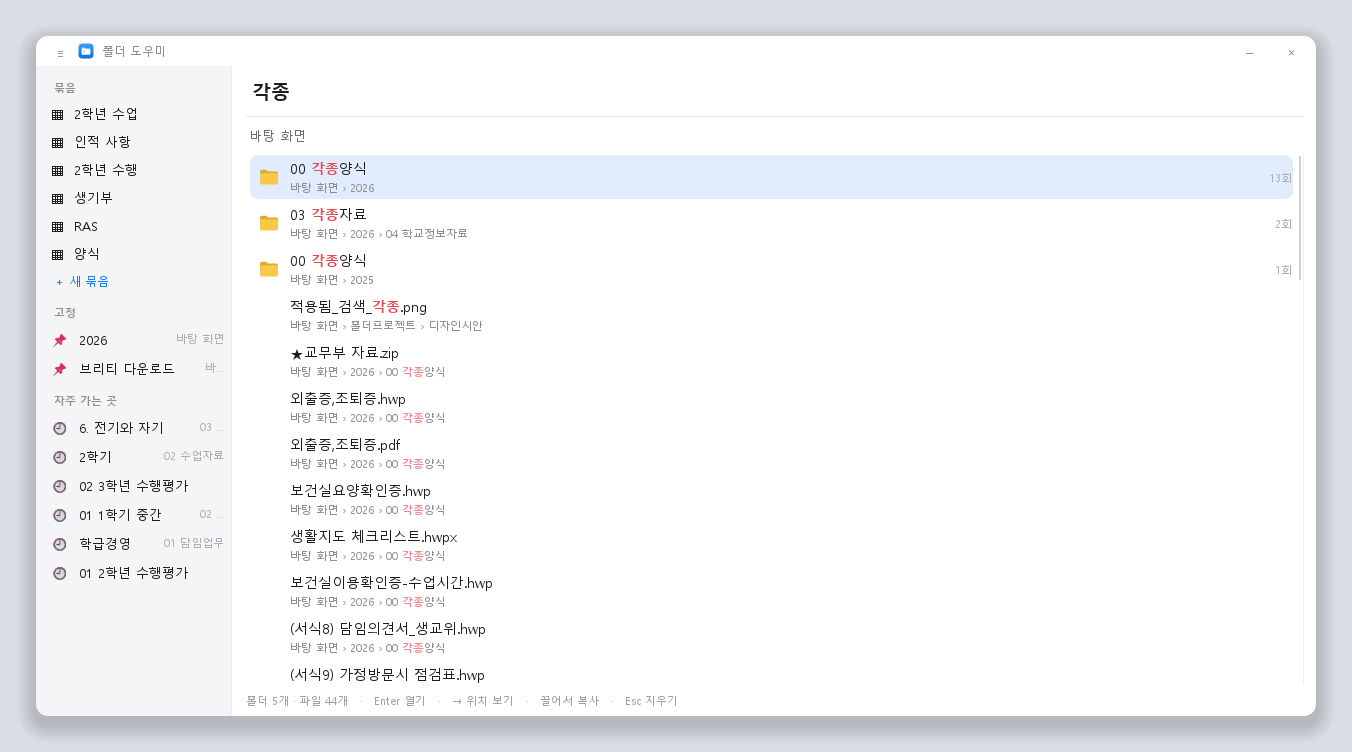 폴더 도우미
묶음
2학년 수업
인적 사항
2학년 수행
생기부
RAS
양식
+ 새 묶음
고정
2026 바탕 화면
브리티 다운로드 바...
자주 가는 곳
6. 전기와 자기 03 ...
2학기 02 수업자료
02 3학년 수행평가
01 1학기 중간 02 ...
학급경영 01 담임업무
01 2학년 수행평가
각종
바탕 화면
00 각종양식 13회
바탕 화면 › 2026
03 각종자료 2회
바탕 화면 › 2026 › 04 학교정보자료
00 각종양식 1회
바탕 화면 › 2025
적용됨_검색_각종.png
바탕 화면 › 폴더프로젝트 › 디자인시안
★교무부 자료.zip
바탕 화면 › 2026 › 00 각종양식
외출증,조퇴증.hwp
바탕 화면 › 2026 › 00 각종양식
외출증,조퇴증.pdf
바탕 화면 › 2026 › 00 각종양식
보건실요양확인증.hwp
바탕 화면 › 2026 › 00 각종양식
생활지도 체크리스트.hwpx
바탕 화면 › 2026 › 00 각종양식
보건실이용확인증-수업시간.hwp
바탕 화면 › 2026 › 00 각종양식
(서식8) 담임의견서_생교위.hwp
바탕 화면 › 2026 › 00 각종양식
(서식9) 가정방문시 점검표.hwp
폴더 5개 · 파일 44개 · Enter 열기 · → 위치 보기 · 끌어서 복사 · Esc 지우기